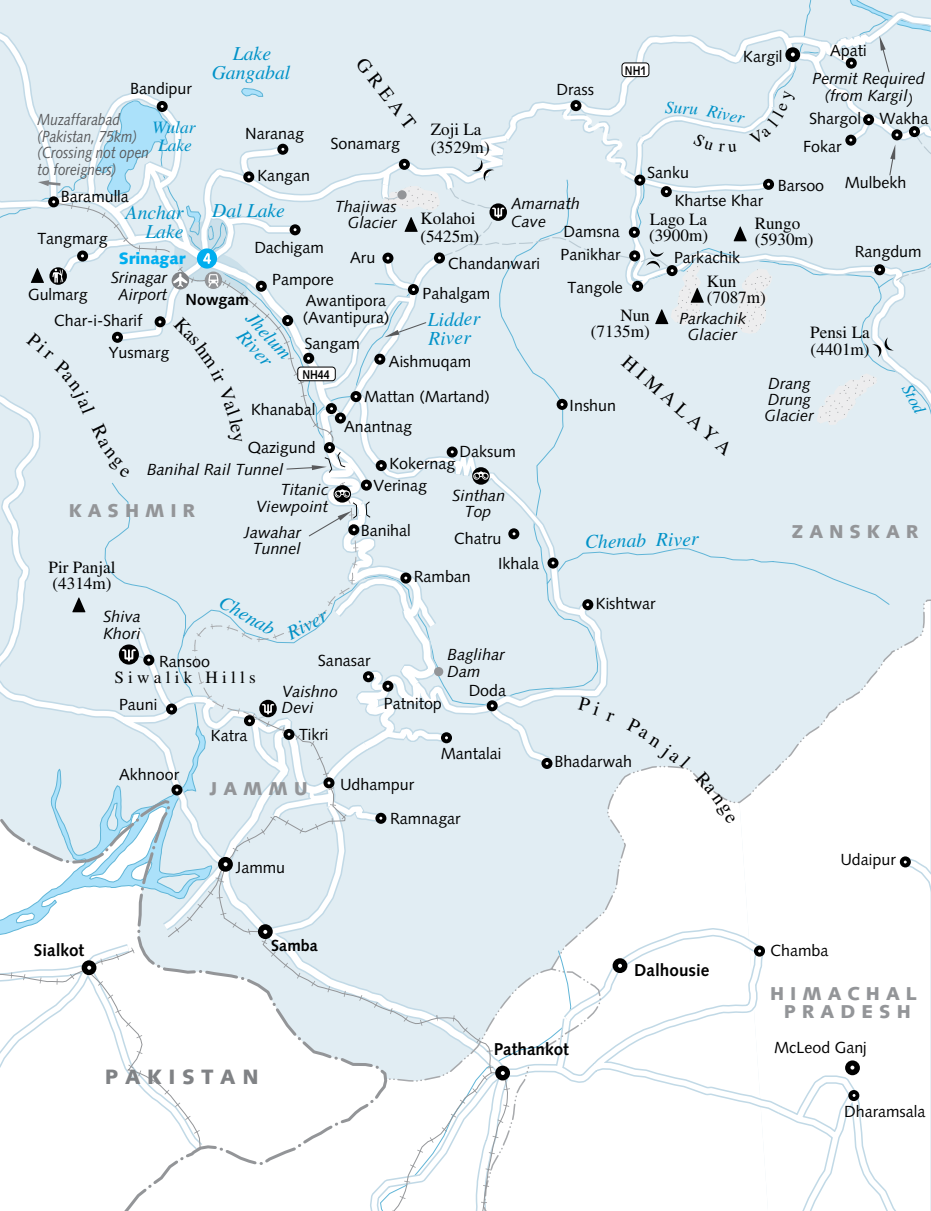 Lake
Gangabal
GREAT
NH1
Kargil
Apati
Permit Required
(from Kargil)
Bandipur
Drass
Suru River
Suru Valley
Shargol
Wakha
Fokar
Mulbekh
Muzaffarabad
(Pakistan, 75km)
(Crossing not open
to foreigners)
Wular
Lake
Naranag
Sonamarg
Zoji La
(3529m)
Kangan
Sanku
Khartse Khar
Barsoo
Baramulla
Anchar
Lake
Dal Lake
Thajiwas
Glacier
Kolahoi
(5425m)
Amarnath
Cave
Damsna
Lago La
(3900m)
Rungo
(5930m)
Tangmarg
Dachigam
Srinagar
4
Aru
Chandanwari
Panikhar
Parkachik
Rangdum
Gulmarg
Srinagar
Airport
Nowgam
Pampore
Pahalgam
Tangole
Kun
(7087m)
Awantipora
(Avantipura)
Char-i-Sharif
Yusmarg
Jhelum
River
Lidder
River
Nun
(7135m)
Parkachik
Glacier
Pensi La
(4401m)
Pir Panjal Range
Kashmir Valley
Sangam
NH44
Aishmuqam
HIMALAYA
Drang
Drung
Glacier
Stod
Mattan (Martand)
Khanabal
Anantnag
Inshun
Qazigund
Banihal Rail Tunnel
Kokernag
Daksum
Titanic
Viewpoint
Verinag
Sinthan
Top
KASHMIR
ZANSKAR
Jawahar
Tunnel
Banihal
Chatru
Chenab River
Ikhala
Pir Panjal
(4314m)
Ramban
Chenab River
Kishtwar
Shiva
Khori
Ransoo
Siwalik Hills
Sanasar
Baglihar
Dam
Pauni
Vaishno
Devi
Patnitop
Doda
Pir Panjal Range
Katra
Tikri
Mantalai
Bhadarwah
Akhnoor
JAMMU
Udhampur
Ramnagar
Jammu
Udaipur
Samba
Sialkot
Dalhousie
Chamba
HIMACHAL
PRADESH
Pathankot
McLeod Ganj
PAKISTAN
Dharamsala